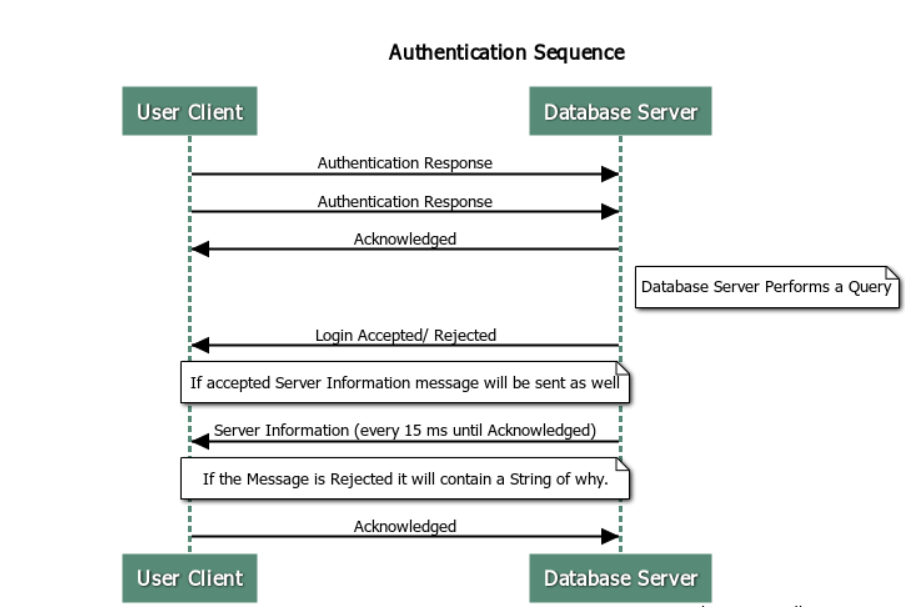 Authentication Sequence
User Client
Database Server
Authentication Response
Authentication Response
Acknowledged
Database Server Performs a Query
Login Accepted/ Rejected
If accepted Server Information message will be sent as well
Server Information (every 15 ms until Acknowledged)
If the Message is Rejected it will contain a String of why.
Acknowledged
User Client
Database Server